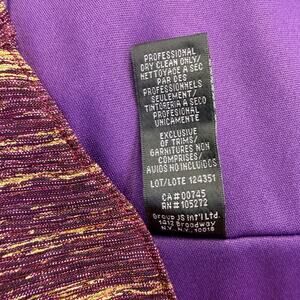 PROFESSIONAL
DRY CLEAN ONLY/
NETTOYAGE A SEC
PAR DES
PROFESSIONNELS
SEULEMENT/
TINTORERIA A SECO
PROFESIONAL
UNICAMENTE
EXCLUSIVE
OF TRIMS/
GARNITURES NON
COMPRISES/
AVIOS NO INCLUIDOS
LOT/LOTE 124351
CA# 00745
RN# 105272
Group JS Int'l Ltd.
1412 Broadway
N.Y. N.Y. 10018